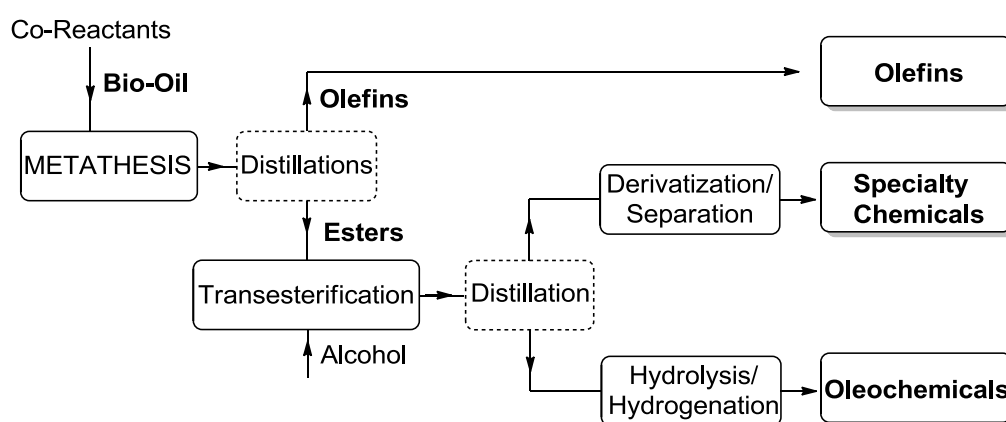 Co-Reactants
Bio-Oil
Olefins
Olefins
METATHESIS
Distillations
Derivatization/
Separation
Specialty
Chemicals
Esters
Transesterification
Distillation
Alcohol
Hydrolysis/
Hydrogenation
Oleochemicals